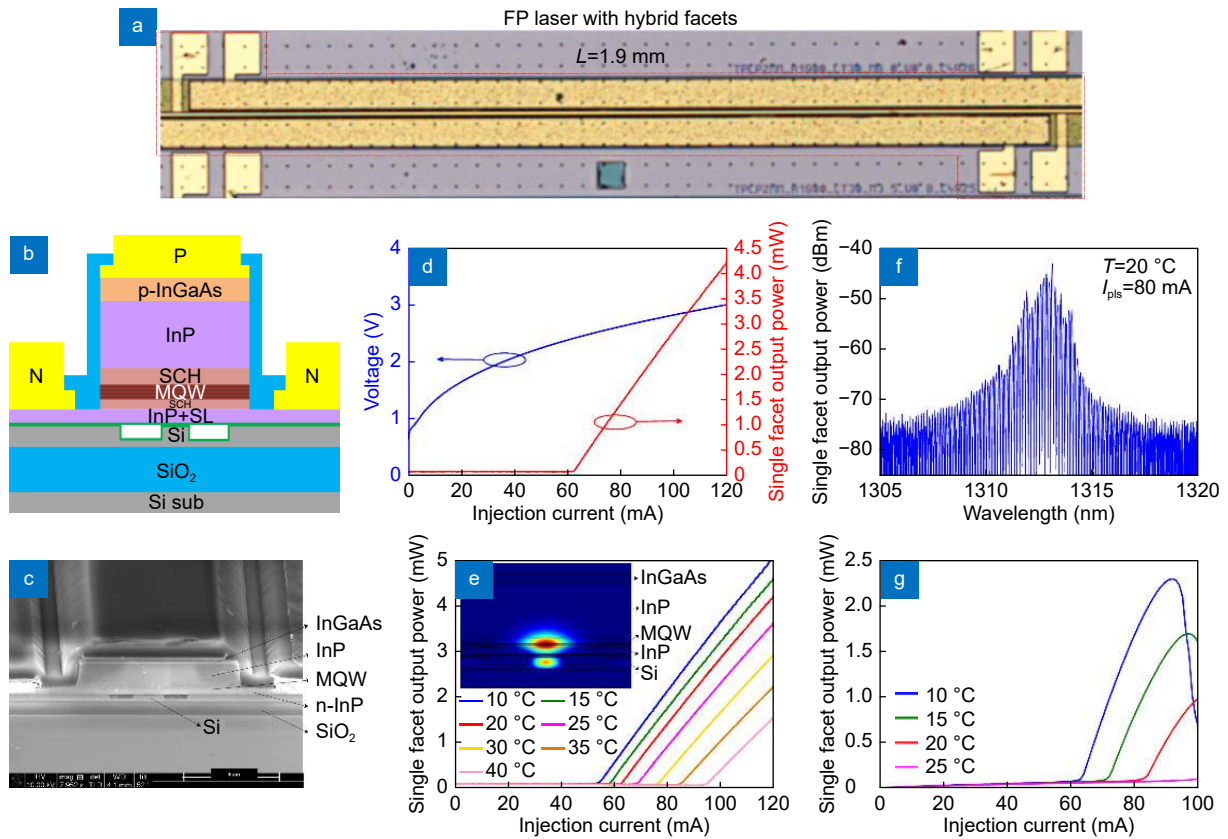 a
FP laser with hybrid facets
L=1.9 mm
b
P
p-InGaAs
InP
SCH
MQW
SCH
InP+SL
Si
SiO2
Si sub
N
N
d
4
3
2
1
0
Voltage (V)
4.5
4.0
3.5
3.0
2.5
2.0
1.5
1.0
0.5
0
Single facet output power (mW)
0 20 40 60 80 100 120
Injection current (mA)
f
−40
−50
−60
−70
−80
Single facet output power (dBm)
T=20 °C
Ipls=80 mA
1305 1310 1315 1320
Wavelength (nm)
c
InGaAs
InP
MQW
n-InP
SiO2
Si
e
5
4
3
2
1
0
Single facet output power (mW)
InGaAs
InP
MQW
InP
Si
10 °C 15 °C
20 °C 25 °C
30 °C 35 °C
40 °C
0 20 40 60 80 100 120
Injection current (mA)
g
2.5
2.0
1.5
1.0
0.5
0
Single facet output power (mW)
10 °C
15 °C
20 °C
25 °C
0 20 40 60 80 100
Injection current (mA)